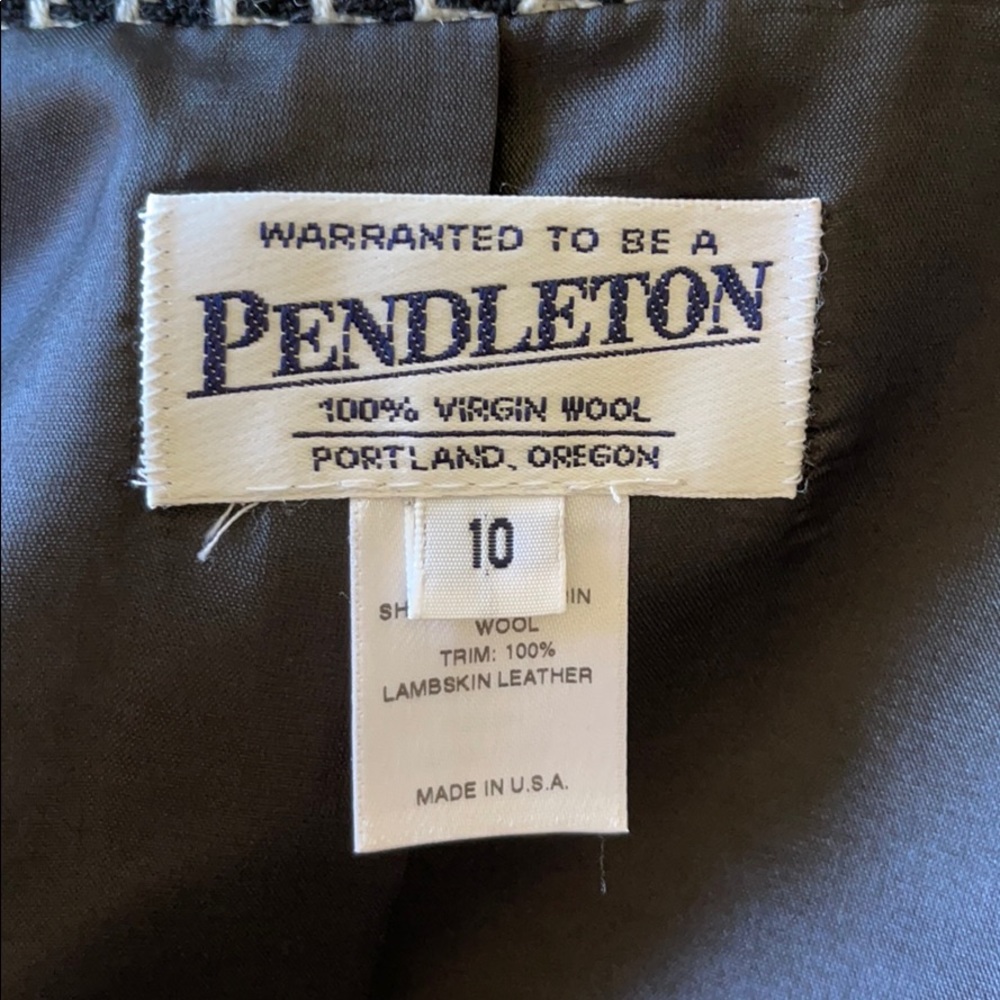 WARRANTED TO BE A
PENDLETON
100% VIRGIN WOOL
PORTLAND, OREGON
10
WOOL
TRIM: 100%
LAMBSKIN LEATHER
MADE IN U.S.A.